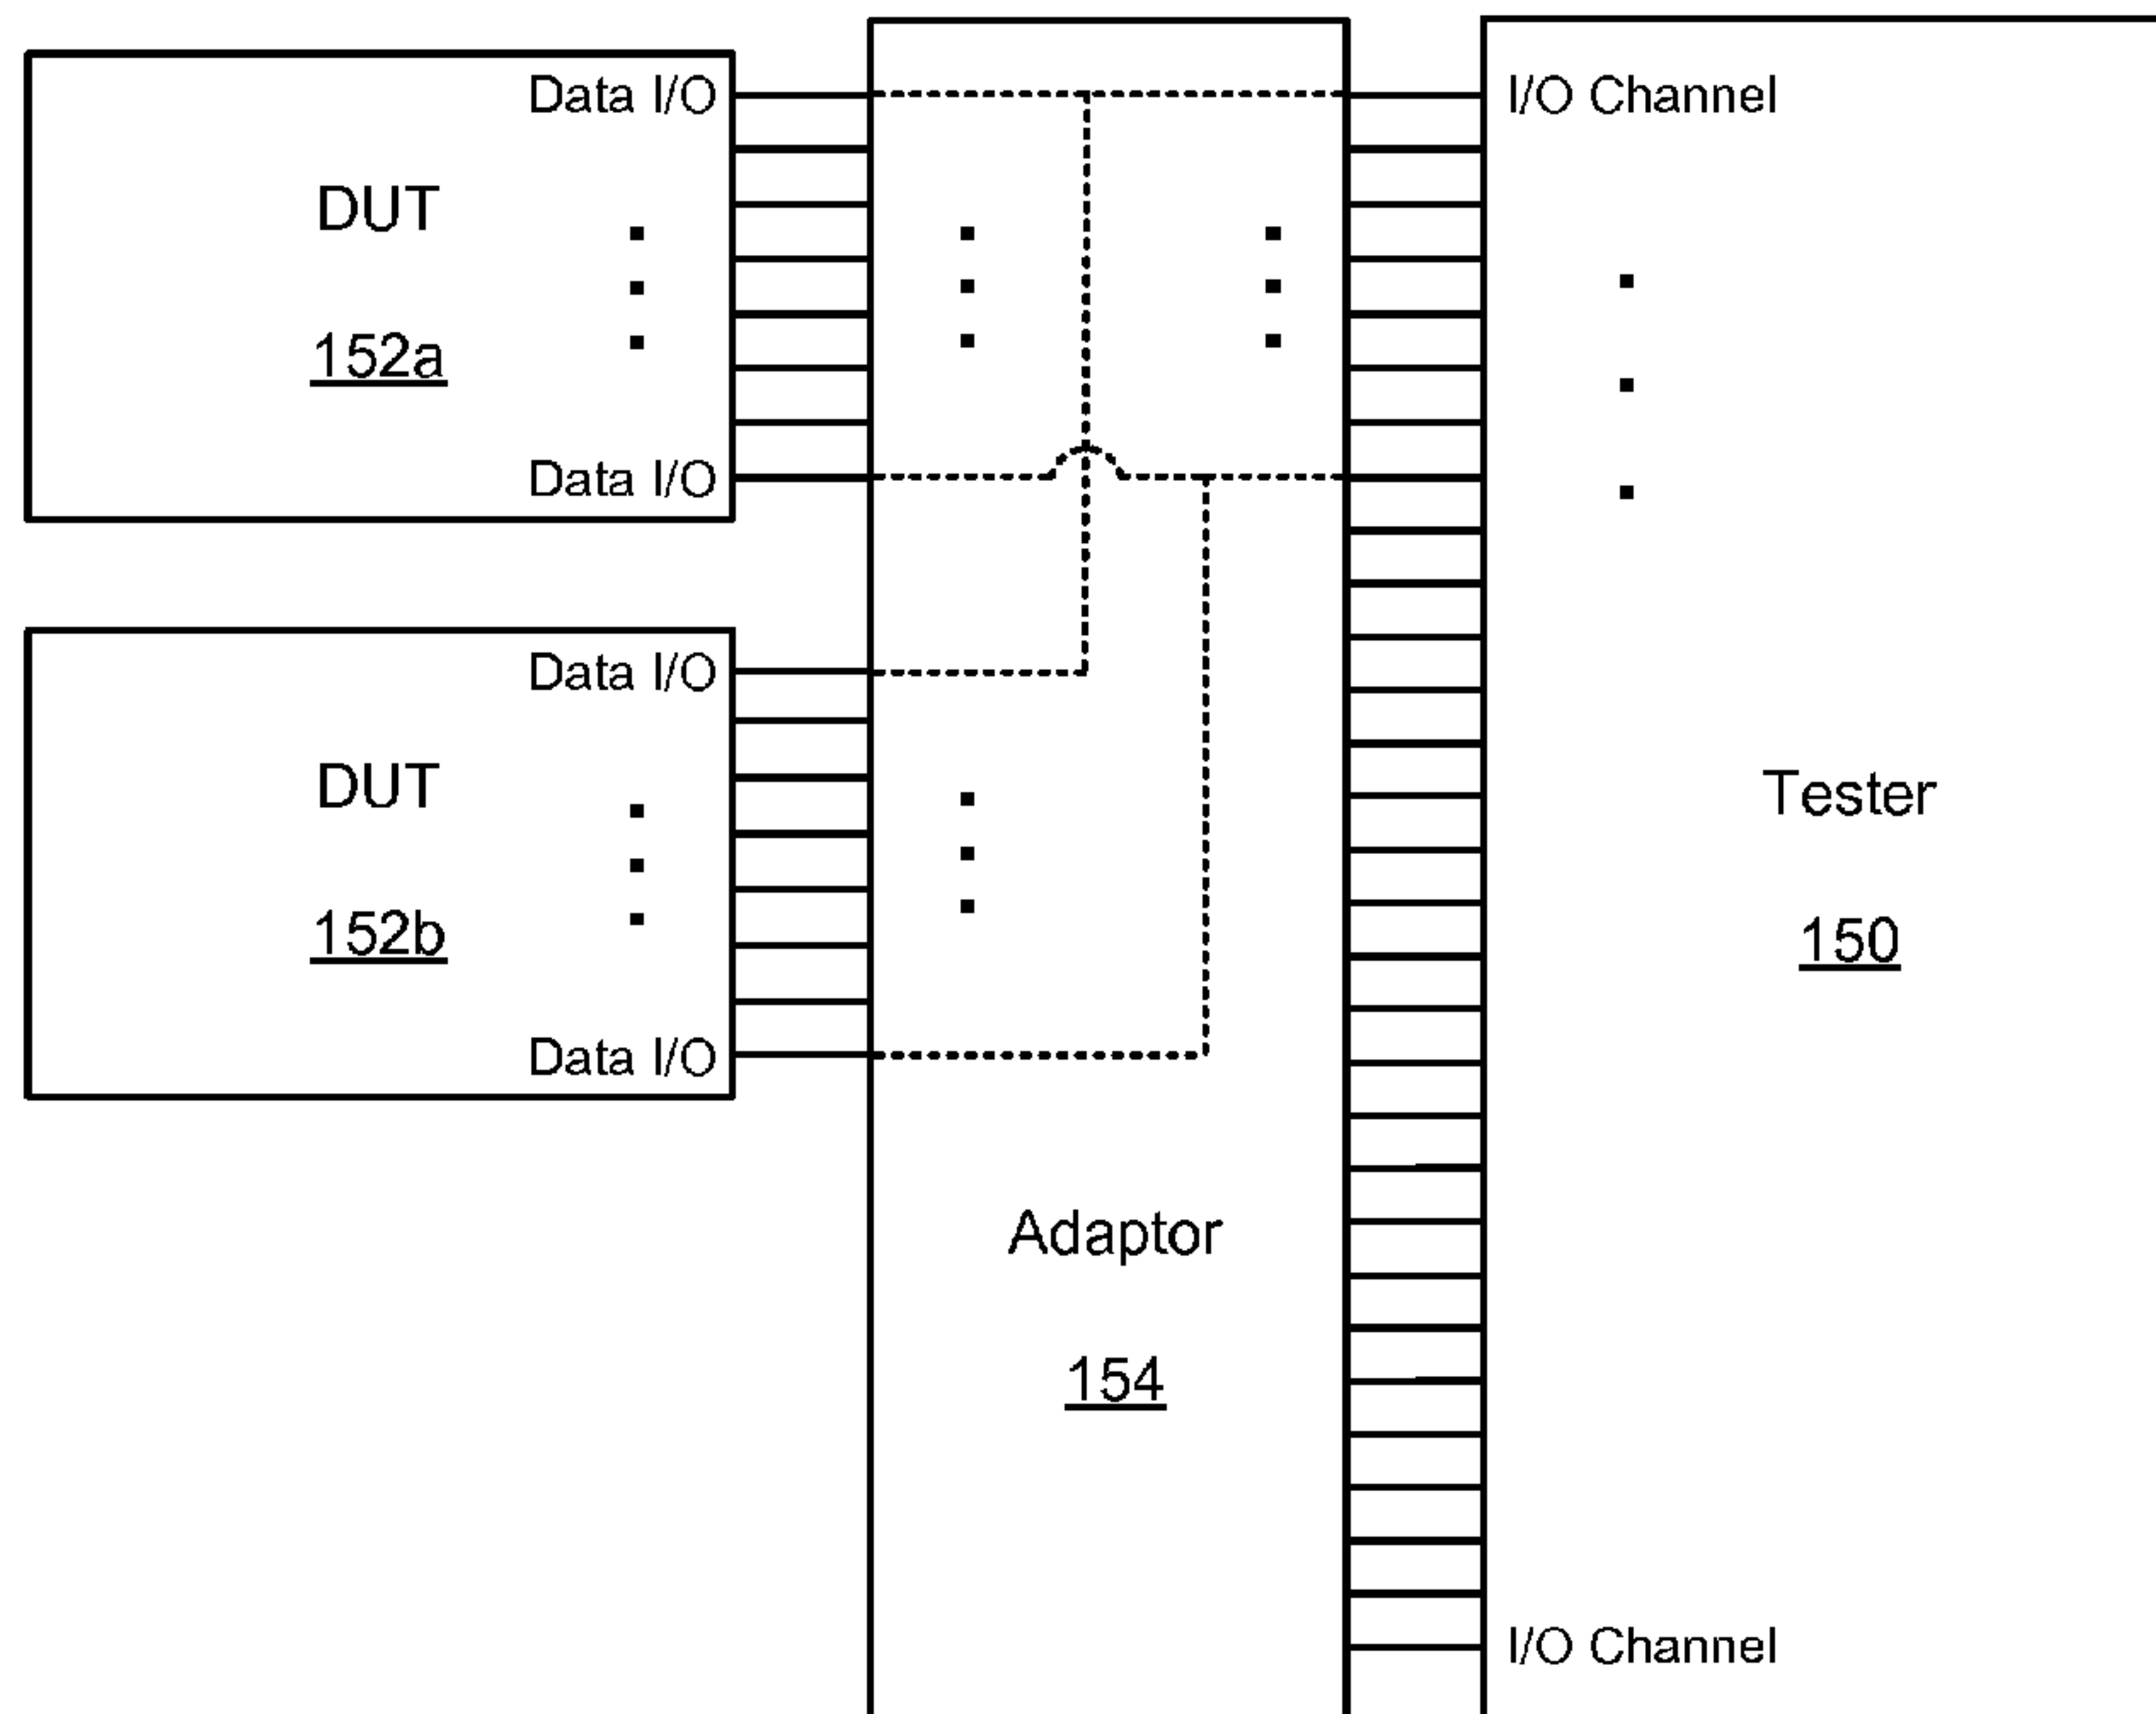 Data I/O
DUT
152a
Data I/O
Data I/O
DUT
152b
Data I/O
Adaptor
154
I/O Channel
Tester
150
I/O Channel